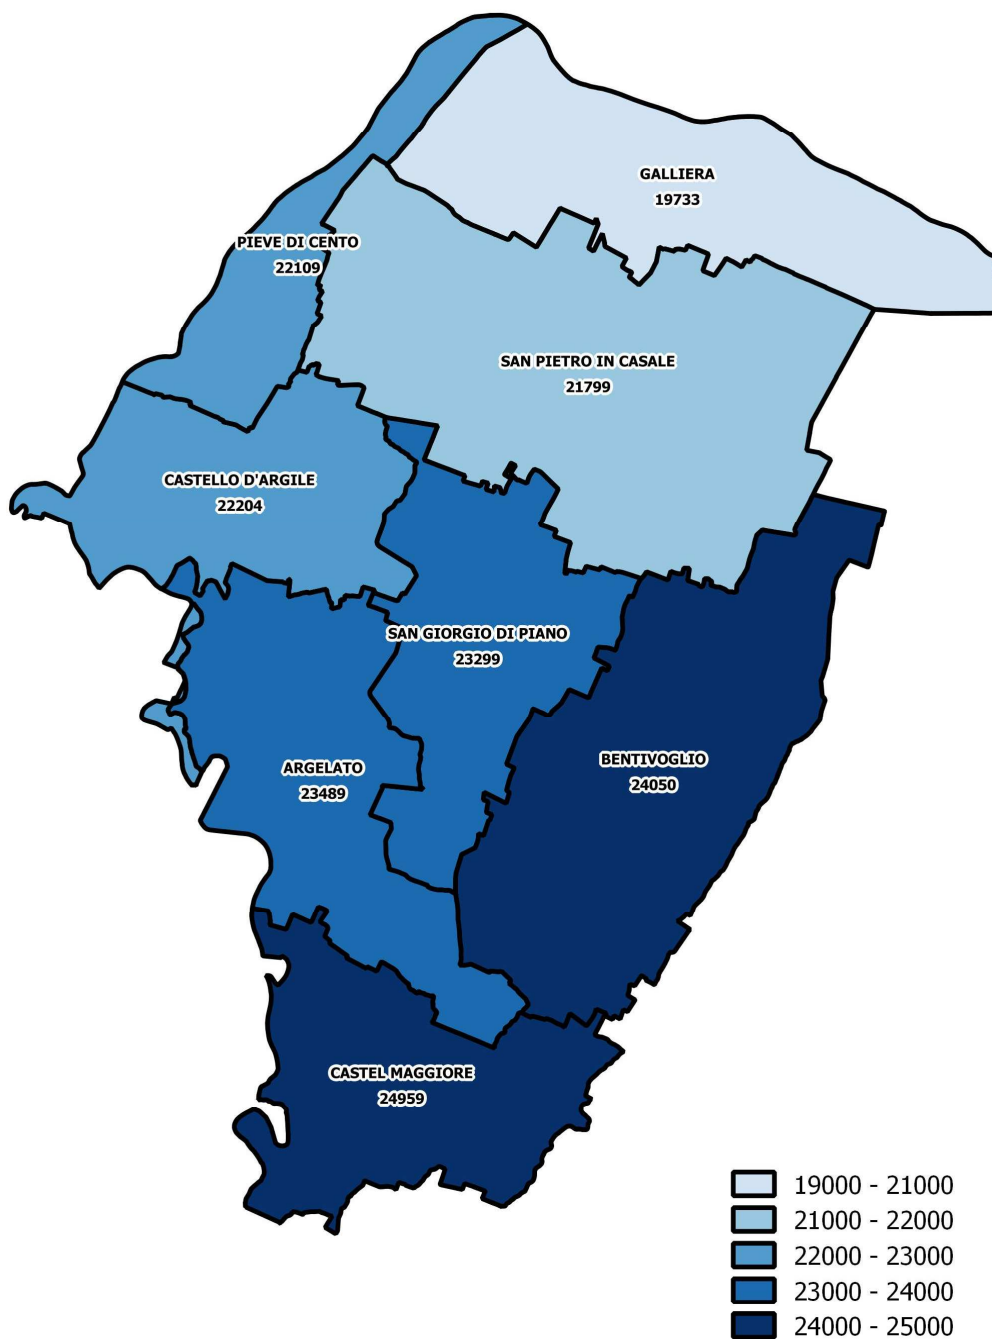 GALLIERA
19733
PIEVE DI CENTO
22109
SAN PIETRO IN CASALE
21799
CASTELLO D'ARGILE
22204
SAN GIORGIO DI PIANO
23299
ARGELATO
23489
BENTIVOGLIO
24050
CASTEL MAGGIORE
24959
19000 - 21000
21000 - 22000
22000 - 23000
23000 - 24000
24000 - 25000